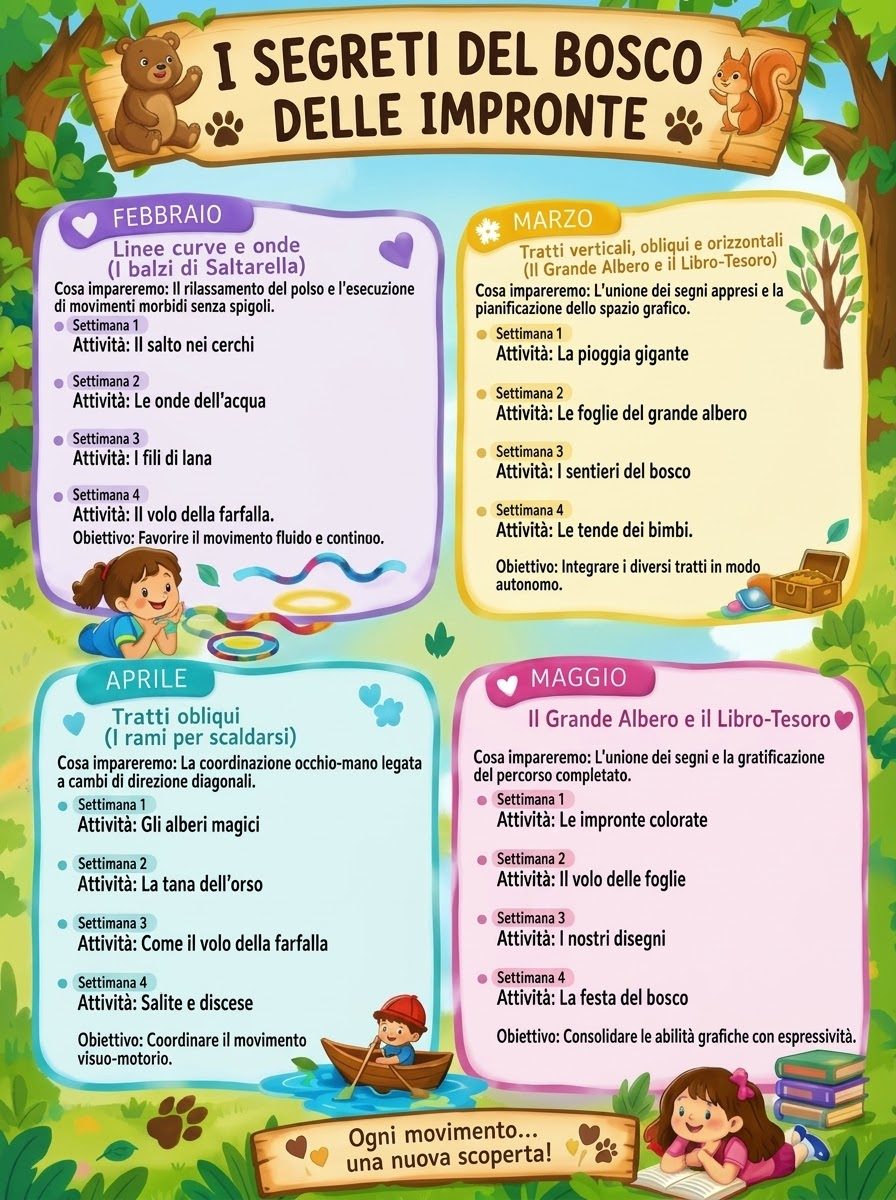 I SEGRETI DEL BOSCO
DELLE IMPRONTE
FEBBRAIO
Linee curve e onde
(I balzi di Saltarella)
Cosa impareremo: Il rilassamento del polso e l'esecuzione
di movimenti morbidi senza spigoli.
Settimana 1
Attività: Il salto nei cerchi
Settimana 2
Attività: Le onde dell'acqua
Settimana 3
Attività: I fili di lana
Settimana 4
Attività: Il volo della farfalla.
Obiettivo: Favorire il movimento fluido e continuo.
MARZO
Tratti verticali, obliqui e orizzontali
(Il Grande Albero e il Libro-Tesoro)
Cosa impareremo: L'unione dei segni appresi e la
pianificazione dello spazio grafico.
Settimana 1
Attività: La pioggia gigante
Settimana 2
Attività: Le foglie del grande albero
Settimana 3
Attività: I sentieri del bosco
Settimana 4
Attività: Le tende dei bimbi.
Obiettivo: Integrare i diversi tratti in modo
autonomo.
APRILE
Tratti obliqui
(I rami per scaldarsi)
Cosa impareremo: La coordinazione occhio-mano legata
a cambi di direzione diagonali.
Settimana 1
Attività: Gli alberi magici
Settimana 2
Attività: La tana dell'orso
Settimana 3
Attività: Come il volo della farfalla
Settimana 4
Attività: Salite e discese
Obiettivo: Coordinare il movimento
visuo-motorio.
MAGGIO
Il Grande Albero e il Libro-Tesoro
Cosa impareremo: L'unione dei segni e la gratificazione
del percorso completato.
Settimana 1
Attività: Le impronte colorate
Settimana 2
Attività: Il volo delle foglie
Settimana 3
Attività: I nostri disegni
Settimana 4
Attività: La festa del bosco
Obiettivo: Consolidare le abilità grafiche con espressività.
Ogni movimento...
una nuova scoperta!